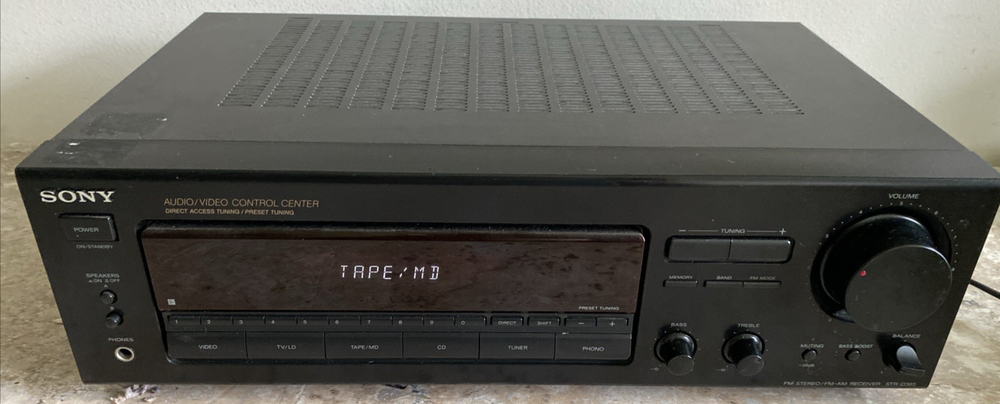 SONY
AUDIO/VIDEO CONTROL CENTER
DIRECT ACCESS TUNING / PRESET TUNING
VOLUME
POWER
ON/STANDBY
− TUNING +
TAPE/MD
SPEAKERS
ON OFF
A
B
MEMORY BAND FM MODE
PRESET TUNING
1 2 3 4 5 6 7 8 9 0 DIRECT SHIFT − +
PHONES
VIDEO TV/LD TAPE/MD CD TUNER PHONO
BASS TREBLE
MUTING BASS BOOST BALANCE
FM STEREO/FM-AM RECEIVER